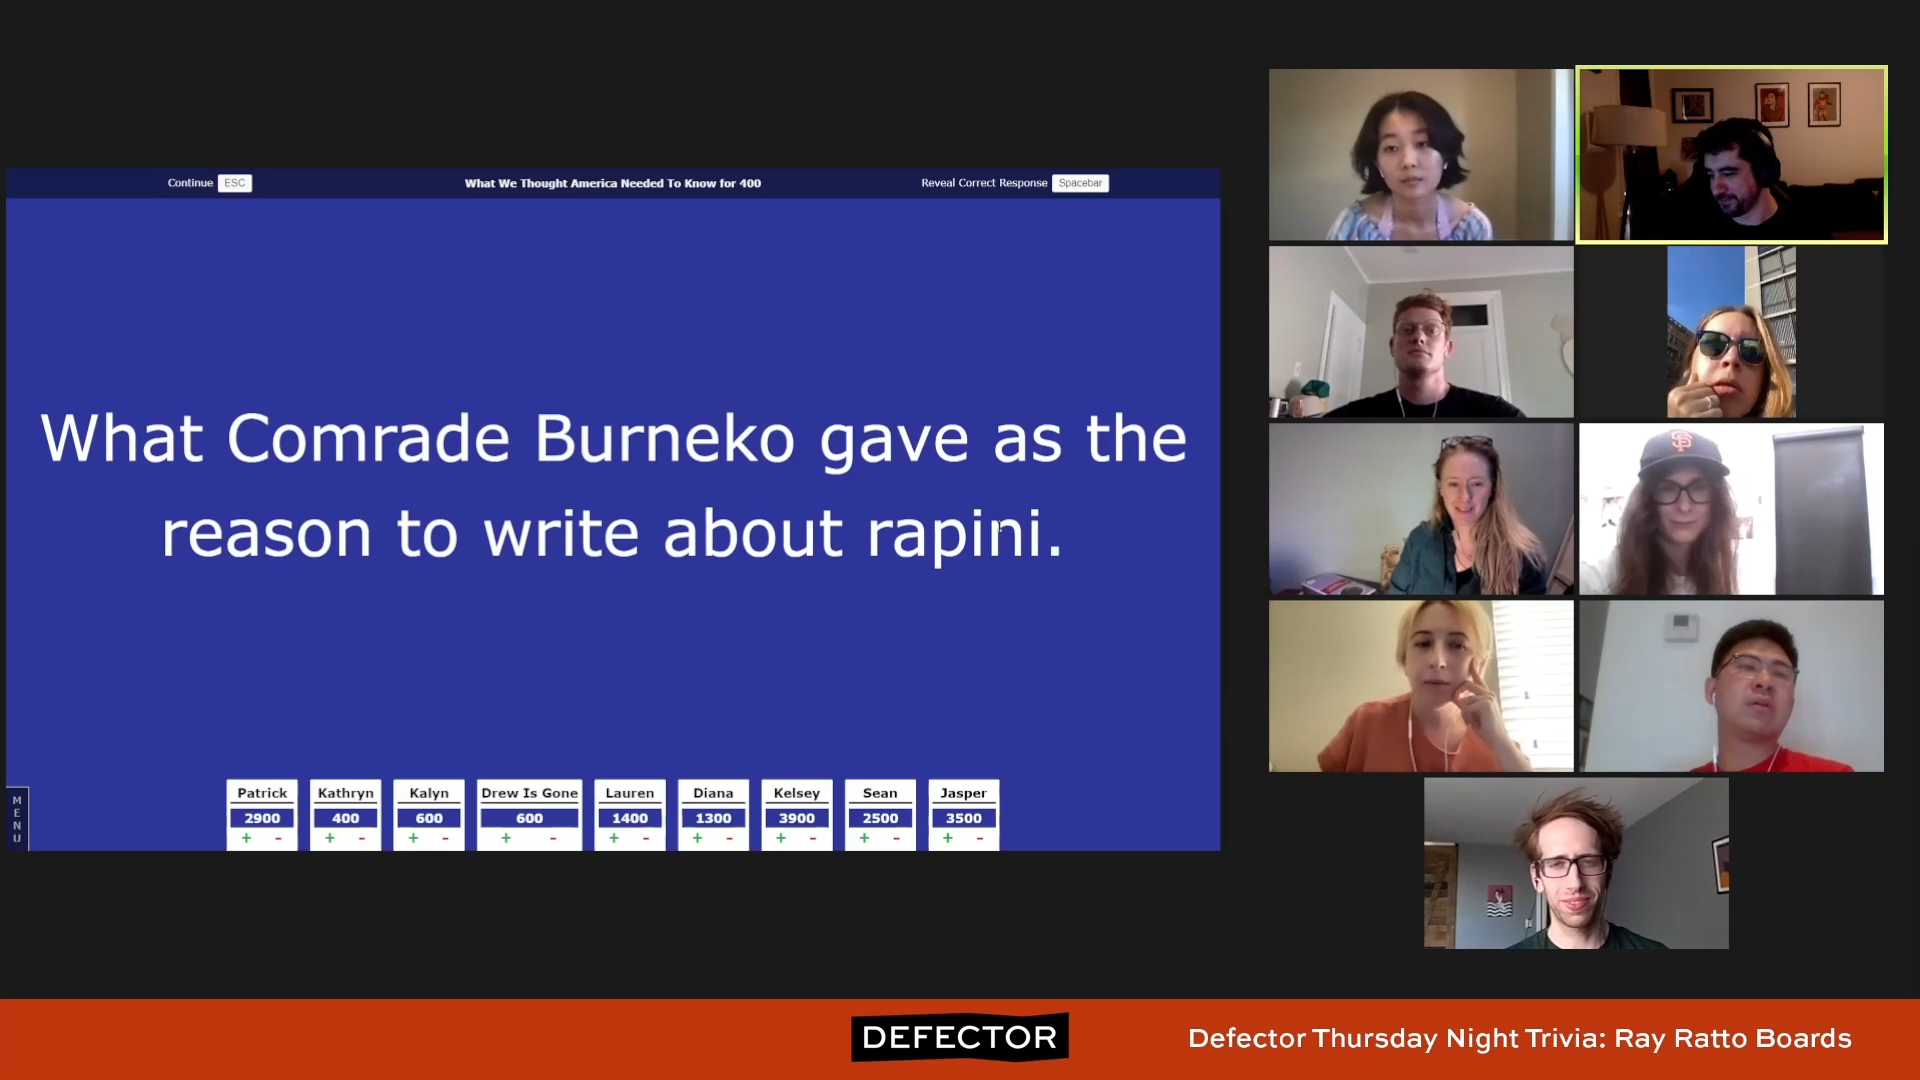 Continue ESC What We Thought America Needed To Know for 400 Reveal Correct Response Spacebar
What Comrade Burneko gave as the
reason to write about rapini.
MENU
Patrick Kathryn Kalyn Drew Is Gone Lauren Diana Kelsey Sean Jasper
2900 400 600 600 1400 1300 3900 2500 3500
+ - + - + - + - + - + - + - + - + -
SF
DEFECTOR
Defector Thursday Night Trivia: Ray Ratto Boards